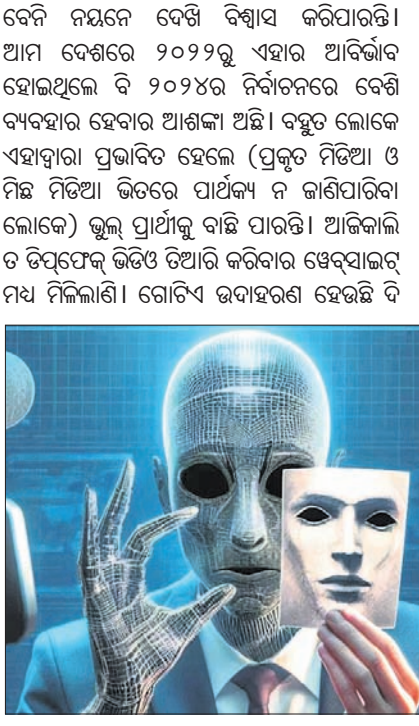 ବେନି ନୟନେ ଦେଖି ବିଶ୍ୱାସ କରିପାରନ୍ତି।
ଆମ ଦେଶରେ ୨୦୨୨ରୁ ଏହାର ଆବିର୍ଭାବ
ହୋଇଥିଲେ ବି ୨୦୨୪ର ନିର୍ବାଚନରେ ବେଶି
ବ୍ୟବହାର ହେବାର ଆଶଙ୍କା ଅଛି। ବହୁତ ଲୋକେ
ଏହାଦ୍ୱାରା ପ୍ରଭାବିତ ହେଲେ (ପ୍ରକୃତ ମିଡିଆ ଓ
ମିଛ ମିଡିଆ ଭିତରେ ପାର୍ଥକ୍ୟ ନ ଜାଣିପାରିବା
ଲୋକେ) ଭୁଲ୍ ପ୍ରାର୍ଥୀକୁ ବାଛି ପାରନ୍ତି। ଆଜିକାଲି
ତ ଡିପ୍‌ଫେକ୍ ଭିଡିଓ ତିଆରି କରିବାର ୱେବ୍‌ସାଇଟ୍
ମଧ୍ୟ ମିଳିଲାଣି। ଗୋଟିଏ ଉଦାହରଣ ହେଉଛି ଦି